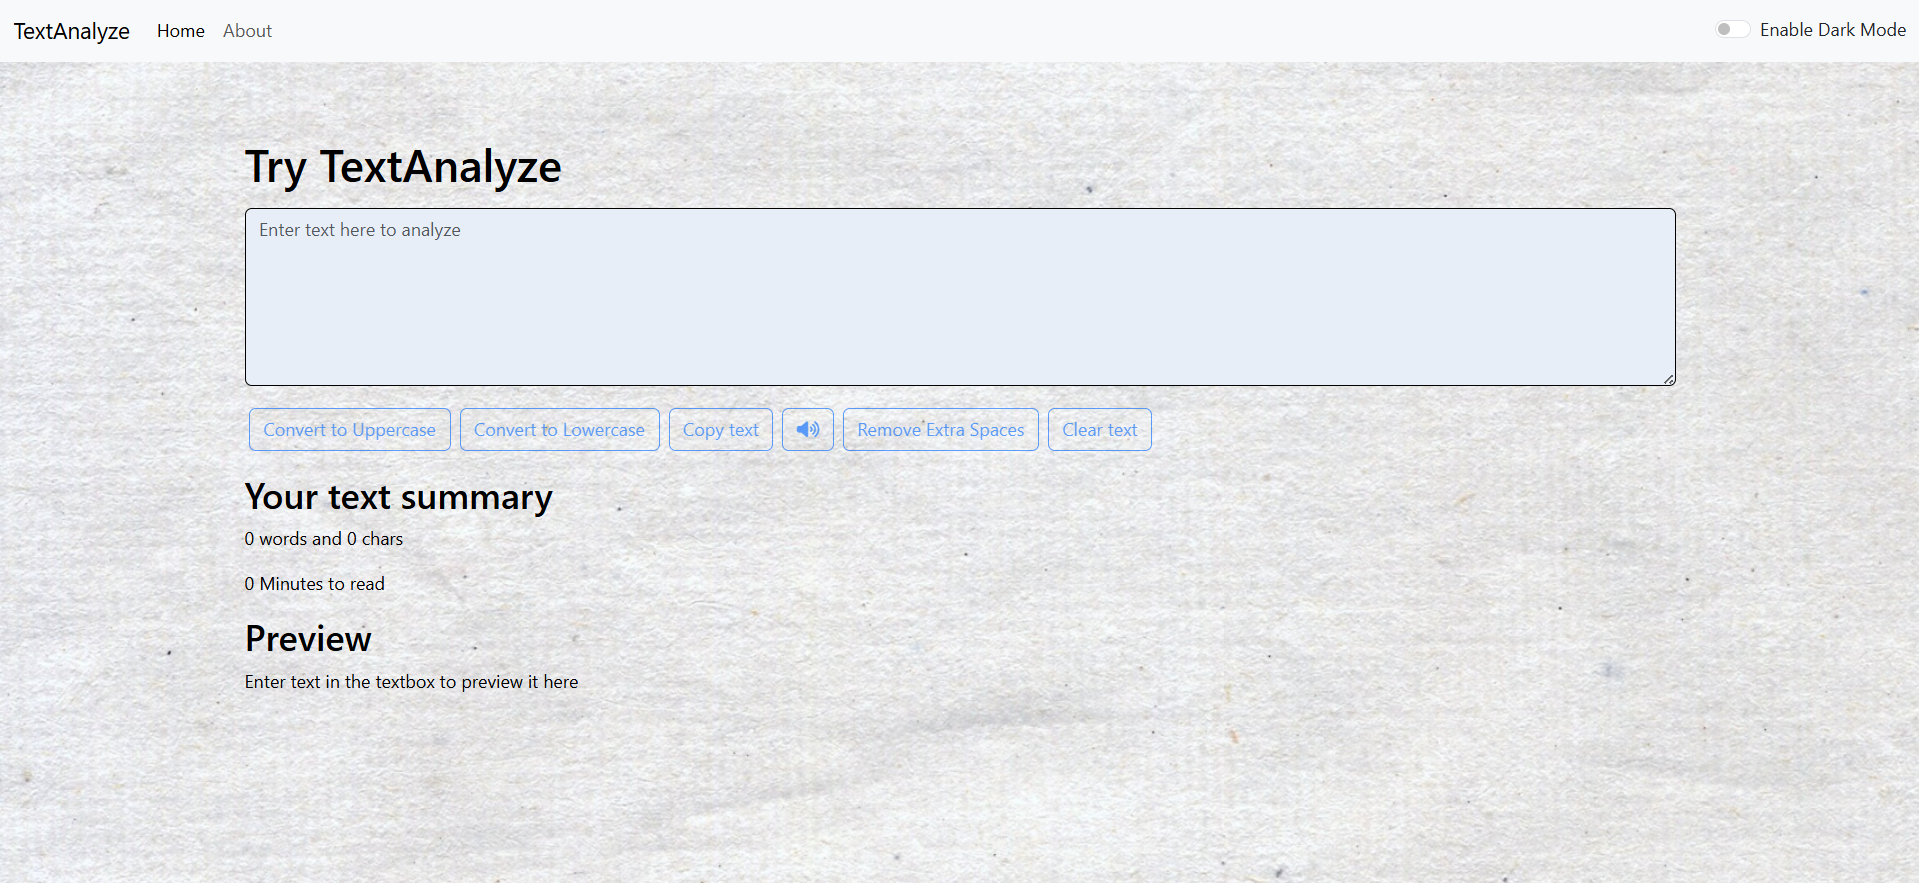 TextAnalyze Home About Enable Dark Mode
Try TextAnalyze
Enter text here to analyze
Convert to Uppercase Convert to Lowercase Copy text Remove Extra Spaces Clear text
Your text summary
0 words and 0 chars
0 Minutes to read
Preview
Enter text in the textbox to preview it here